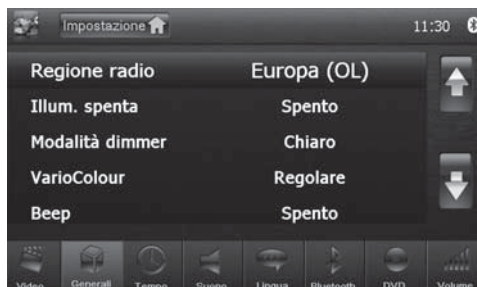 Impostazione 11:30
Regione radio Europa (OL)
Illum. spenta Spento
Modalità dimmer Chiaro
VarioColour Regolare
Beep Spento
Video Generali Tempo Suono Lingua Bluetooth DVD Volume